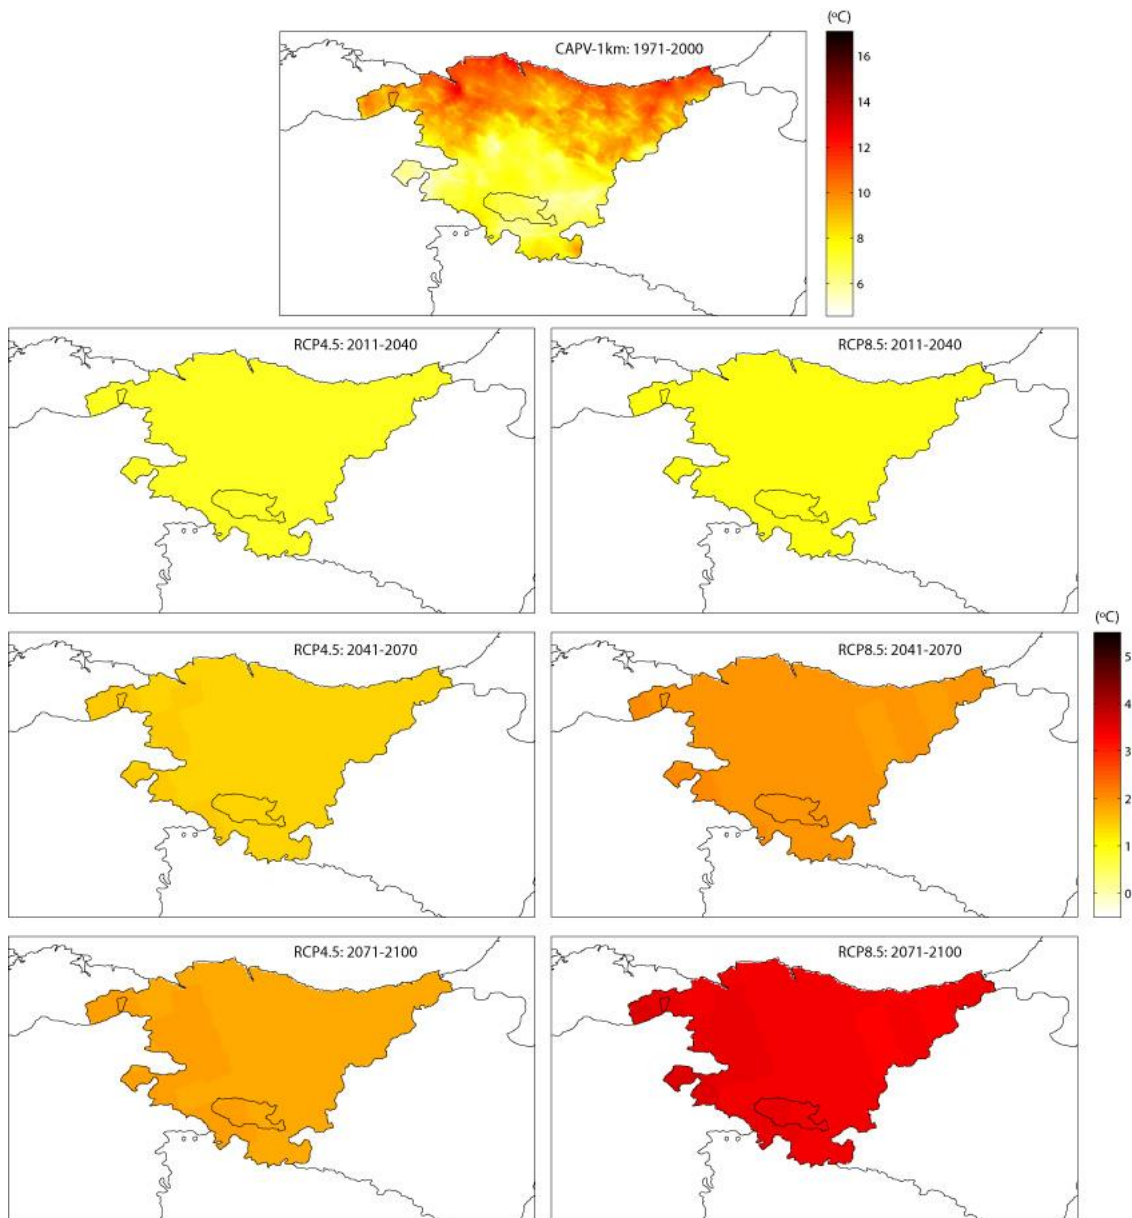 (ºC)
CAPV-1km: 1971-2000
16
14
12
10
8
6
RCP4.5: 2011-2040
RCP8.5: 2011-2040
RCP4.5: 2041-2070
RCP8.5: 2041-2070
(ºC)
5
4
3
2
1
0
RCP4.5: 2071-2100
RCP8.5: 2071-2100